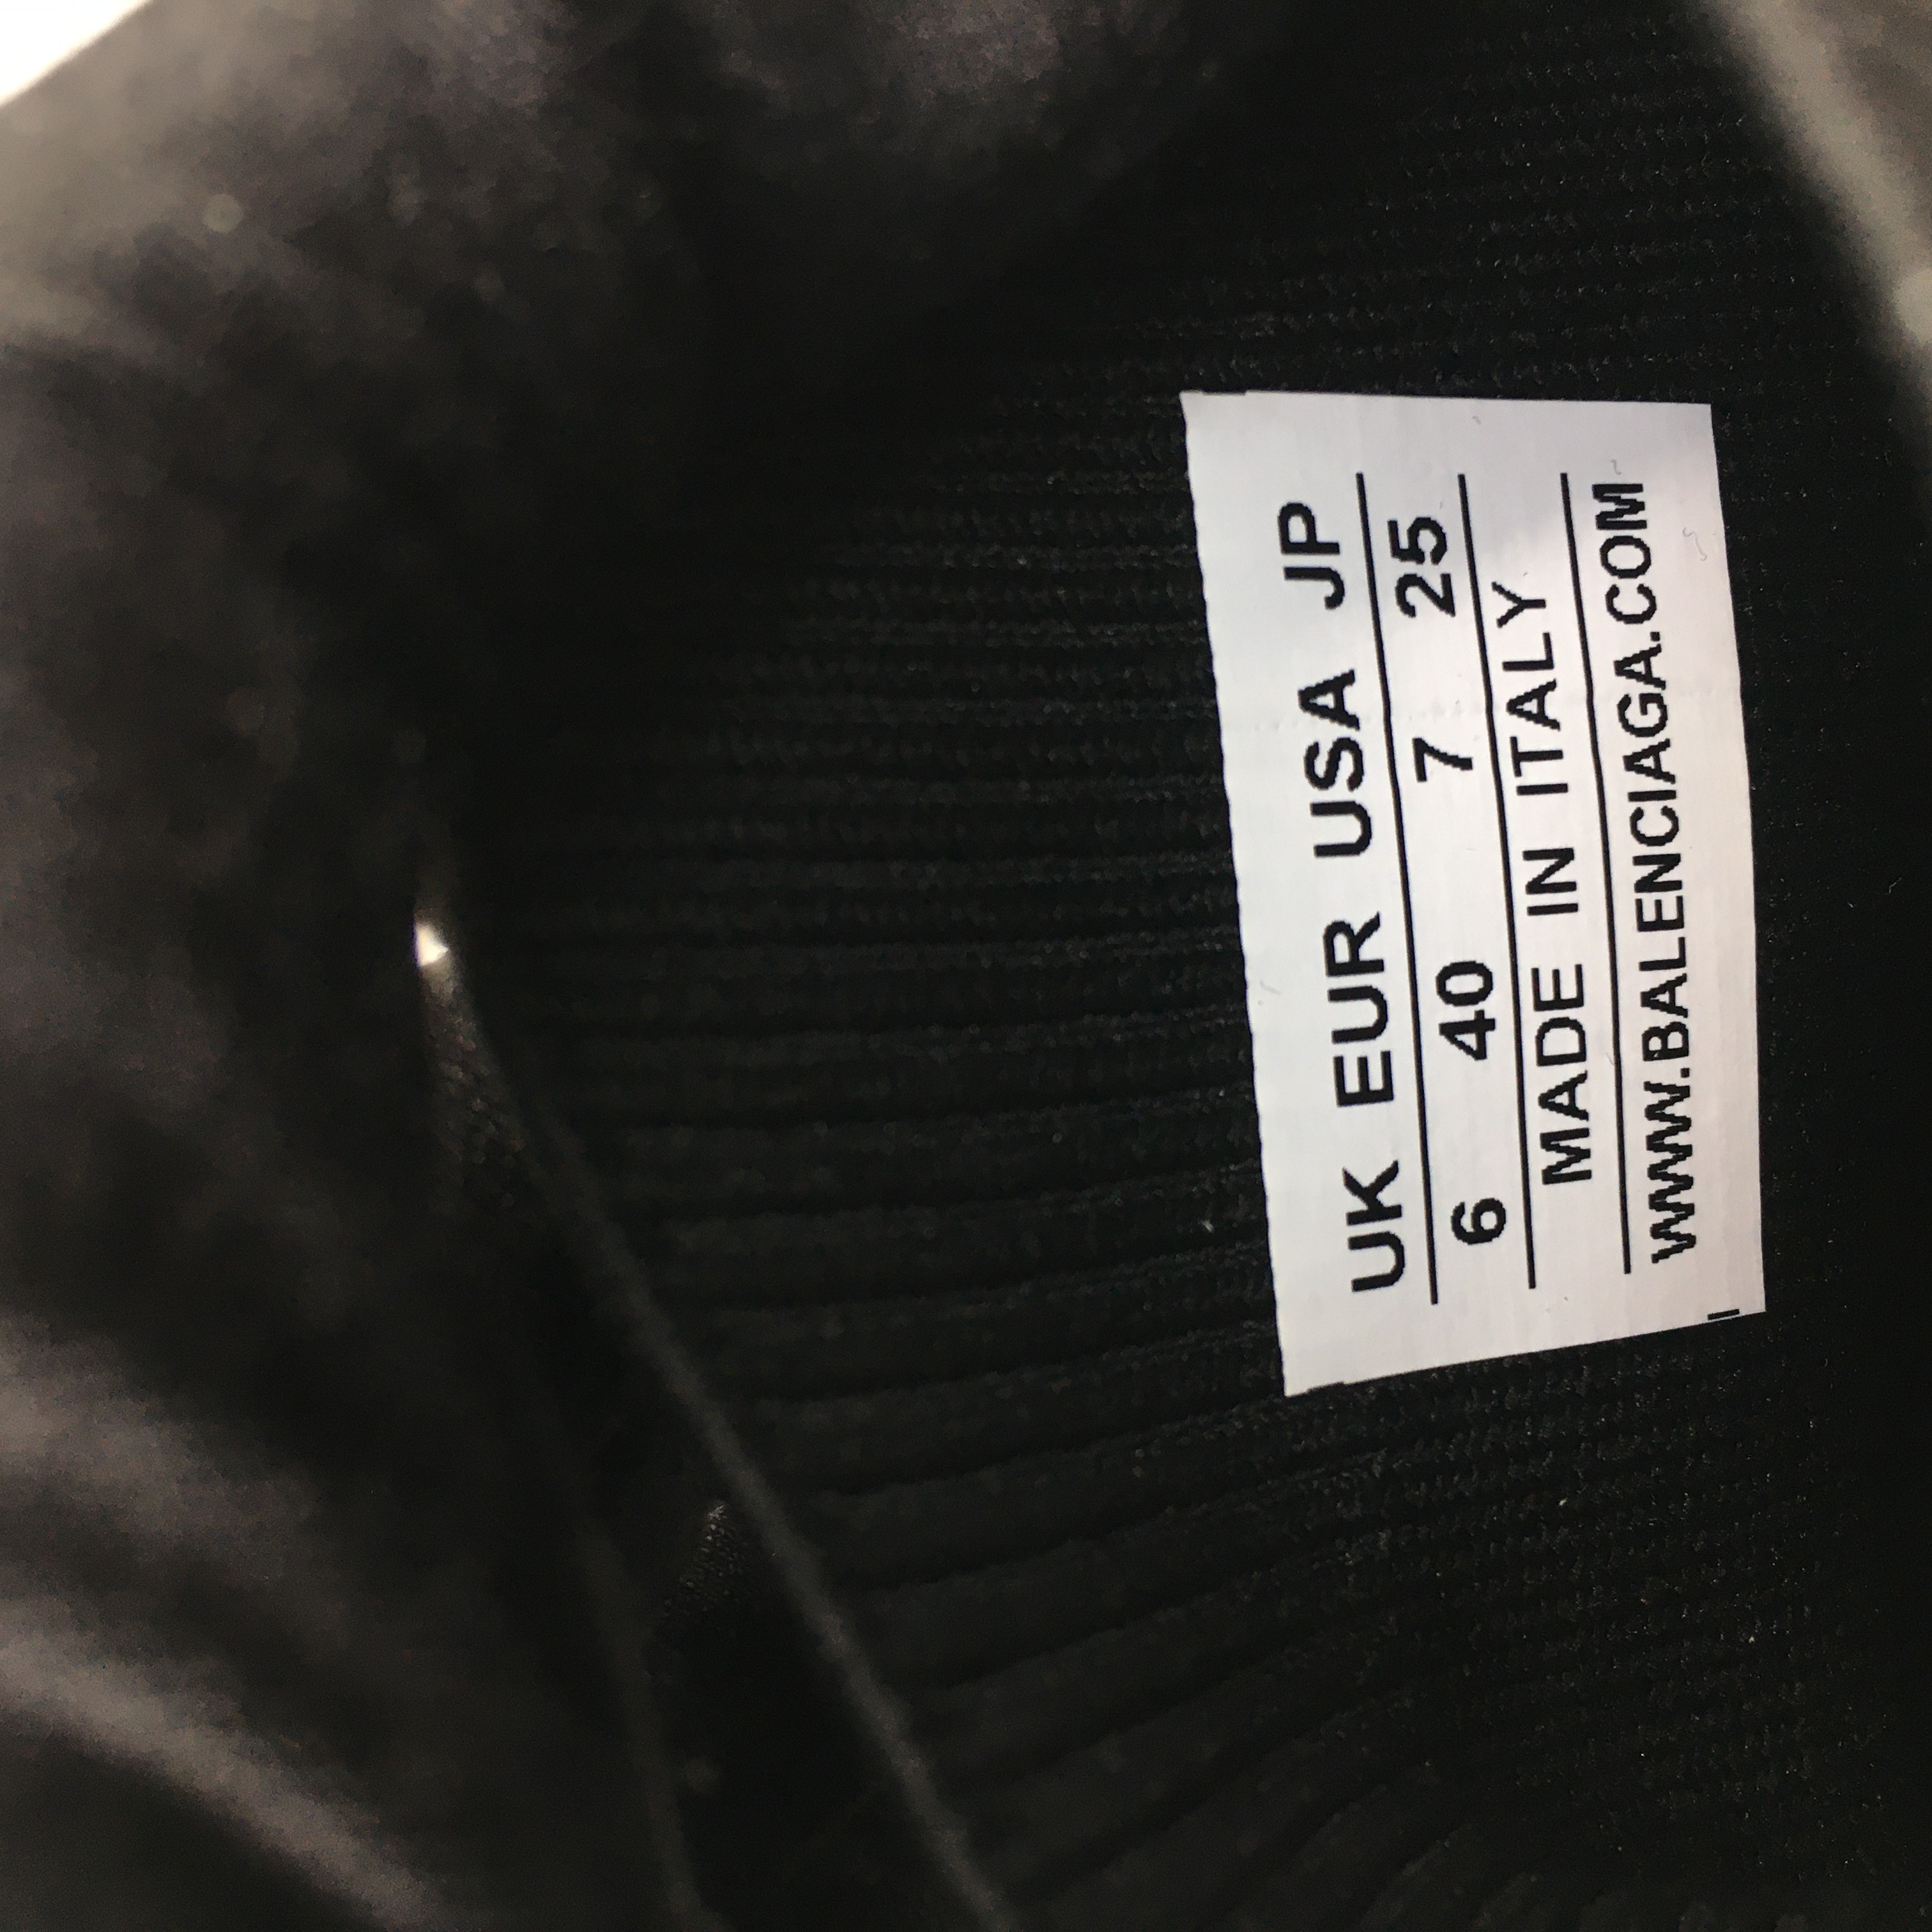 UK EUR USA JP
6 40 7 25
MADE IN ITALY
WWW.BALENCIAGA.COM